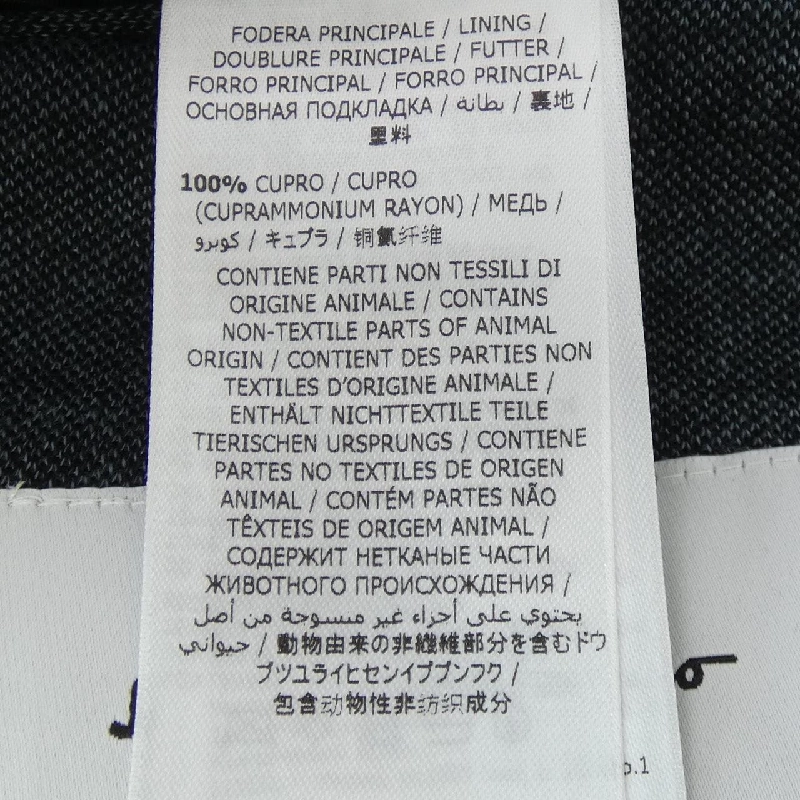 FODERA PRINCIPALE / LINING /
DOUBLURE PRINCIPALE / FUTTER /
FORRO PRINCIPAL / FORRO PRINCIPAL /
ОСНОВНАЯ ПОДКЛАДКА / بطانة / 裏地 /
里料
100% CUPRO / CUPRO
(CUPRAMMONIUM RAYON) / МЕДЬ /
كوبرو / キュプラ / 铜氨纤维
CONTIENE PARTI NON TESSILI DI
ORIGINE ANIMALE / CONTAINS
NON-TEXTILE PARTS OF ANIMAL
ORIGIN / CONTIENT DES PARTIES NON
TEXTILES D'ORIGINE ANIMALE /
ENTHÄLT NICHTTEXTILE TEILE
TIERISCHEN URSPRUNGS / CONTIENE
PARTES NO TEXTILES DE ORIGEN
ANIMAL / CONTÉM PARTES NÃO
TÊXTEIS DE ORIGEM ANIMAL /
СОДЕРЖИТ НЕТКАНЫЕ ЧАСТИ
ЖИВОТНОГО ПРОИСХОЖДЕНИЯ /
يحتوي على أجزاء غير منسوجة من أصل
حيواني / 動物由来の非繊維部分を含むドウ
ブツユライヒセンイブブンフク /
包含动物性非纺织成分
.1